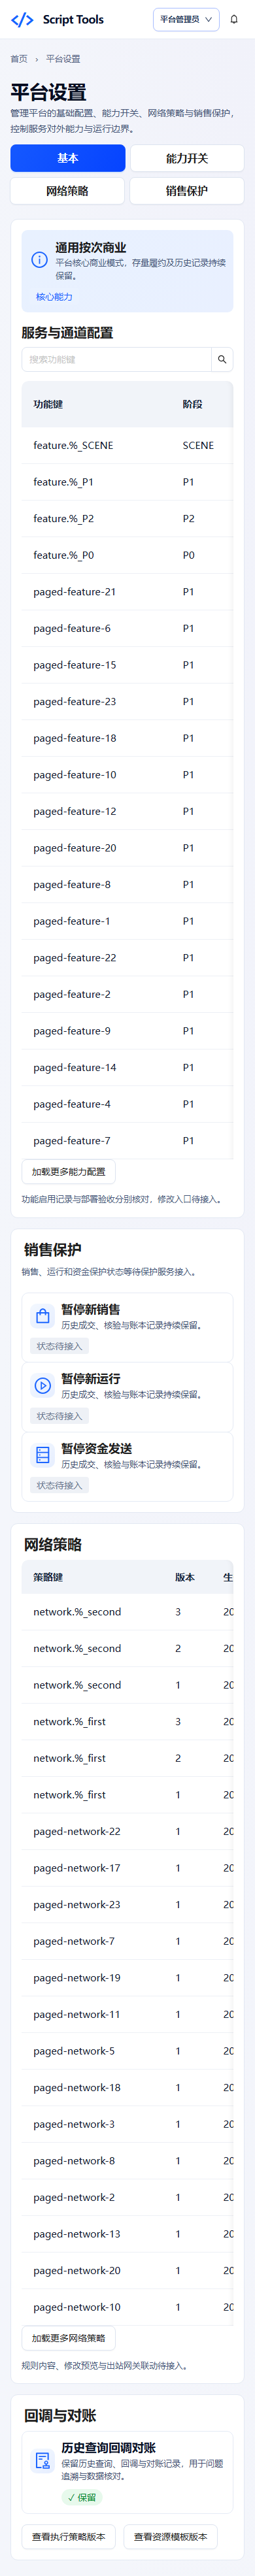 Script Tools
平台管理员
首页 › 平台设置
平台设置
管理平台的基础配置、能力开关、网络策略与销售保护，
控制服务对外能力与运行边界。
基本
能力开关
网络策略
销售保护
通用按次商业
平台核心商业模式，存量履约及历史记录持续
保留。
核心能力
服务与通道配置
搜索功能键
功能键 阶段
feature.%_SCENE SCENE
feature.%_P1 P1
feature.%_P2 P2
feature.%_P0 P0
paged-feature-21 P1
paged-feature-6 P1
paged-feature-15 P1
paged-feature-23 P1
paged-feature-18 P1
paged-feature-10 P1
paged-feature-12 P1
paged-feature-20 P1
paged-feature-8 P1
paged-feature-1 P1
paged-feature-22 P1
paged-feature-2 P1
paged-feature-9 P1
paged-feature-14 P1
paged-feature-4 P1
paged-feature-7 P1
加载更多能力配置
功能启用记录与部署验收分别核对，修改入口待接入。
销售保护
销售、运行和资金保护状态等待保护服务接入。
暂停新销售
历史成交、核验与账本记录持续保留。
状态待接入
暂停新运行
历史成交、核验与账本记录持续保留。
状态待接入
暂停资金发送
历史成交、核验与账本记录持续保留。
状态待接入
网络策略
策略键 版本 生
network.%_second 3 20
network.%_second 2 20
network.%_second 1 20
network.%_first 3 20
network.%_first 2 20
network.%_first 1 20
paged-network-22 1 20
paged-network-17 1 20
paged-network-23 1 20
paged-network-7 1 20
paged-network-19 1 20
paged-network-11 1 20
paged-network-5 1 20
paged-network-18 1 20
paged-network-3 1 20
paged-network-8 1 20
paged-network-2 1 20
paged-network-13 1 20
paged-network-20 1 20
paged-network-10 1 20
加载更多网络策略
规则内容、修改预览与出站网关联动待接入。
回调与对账
历史查询回调对账
保留历史查询、回调与对账记录，用于问题
追溯与数据核对。
✓ 保留
查看执行策略版本
查看资源模板版本